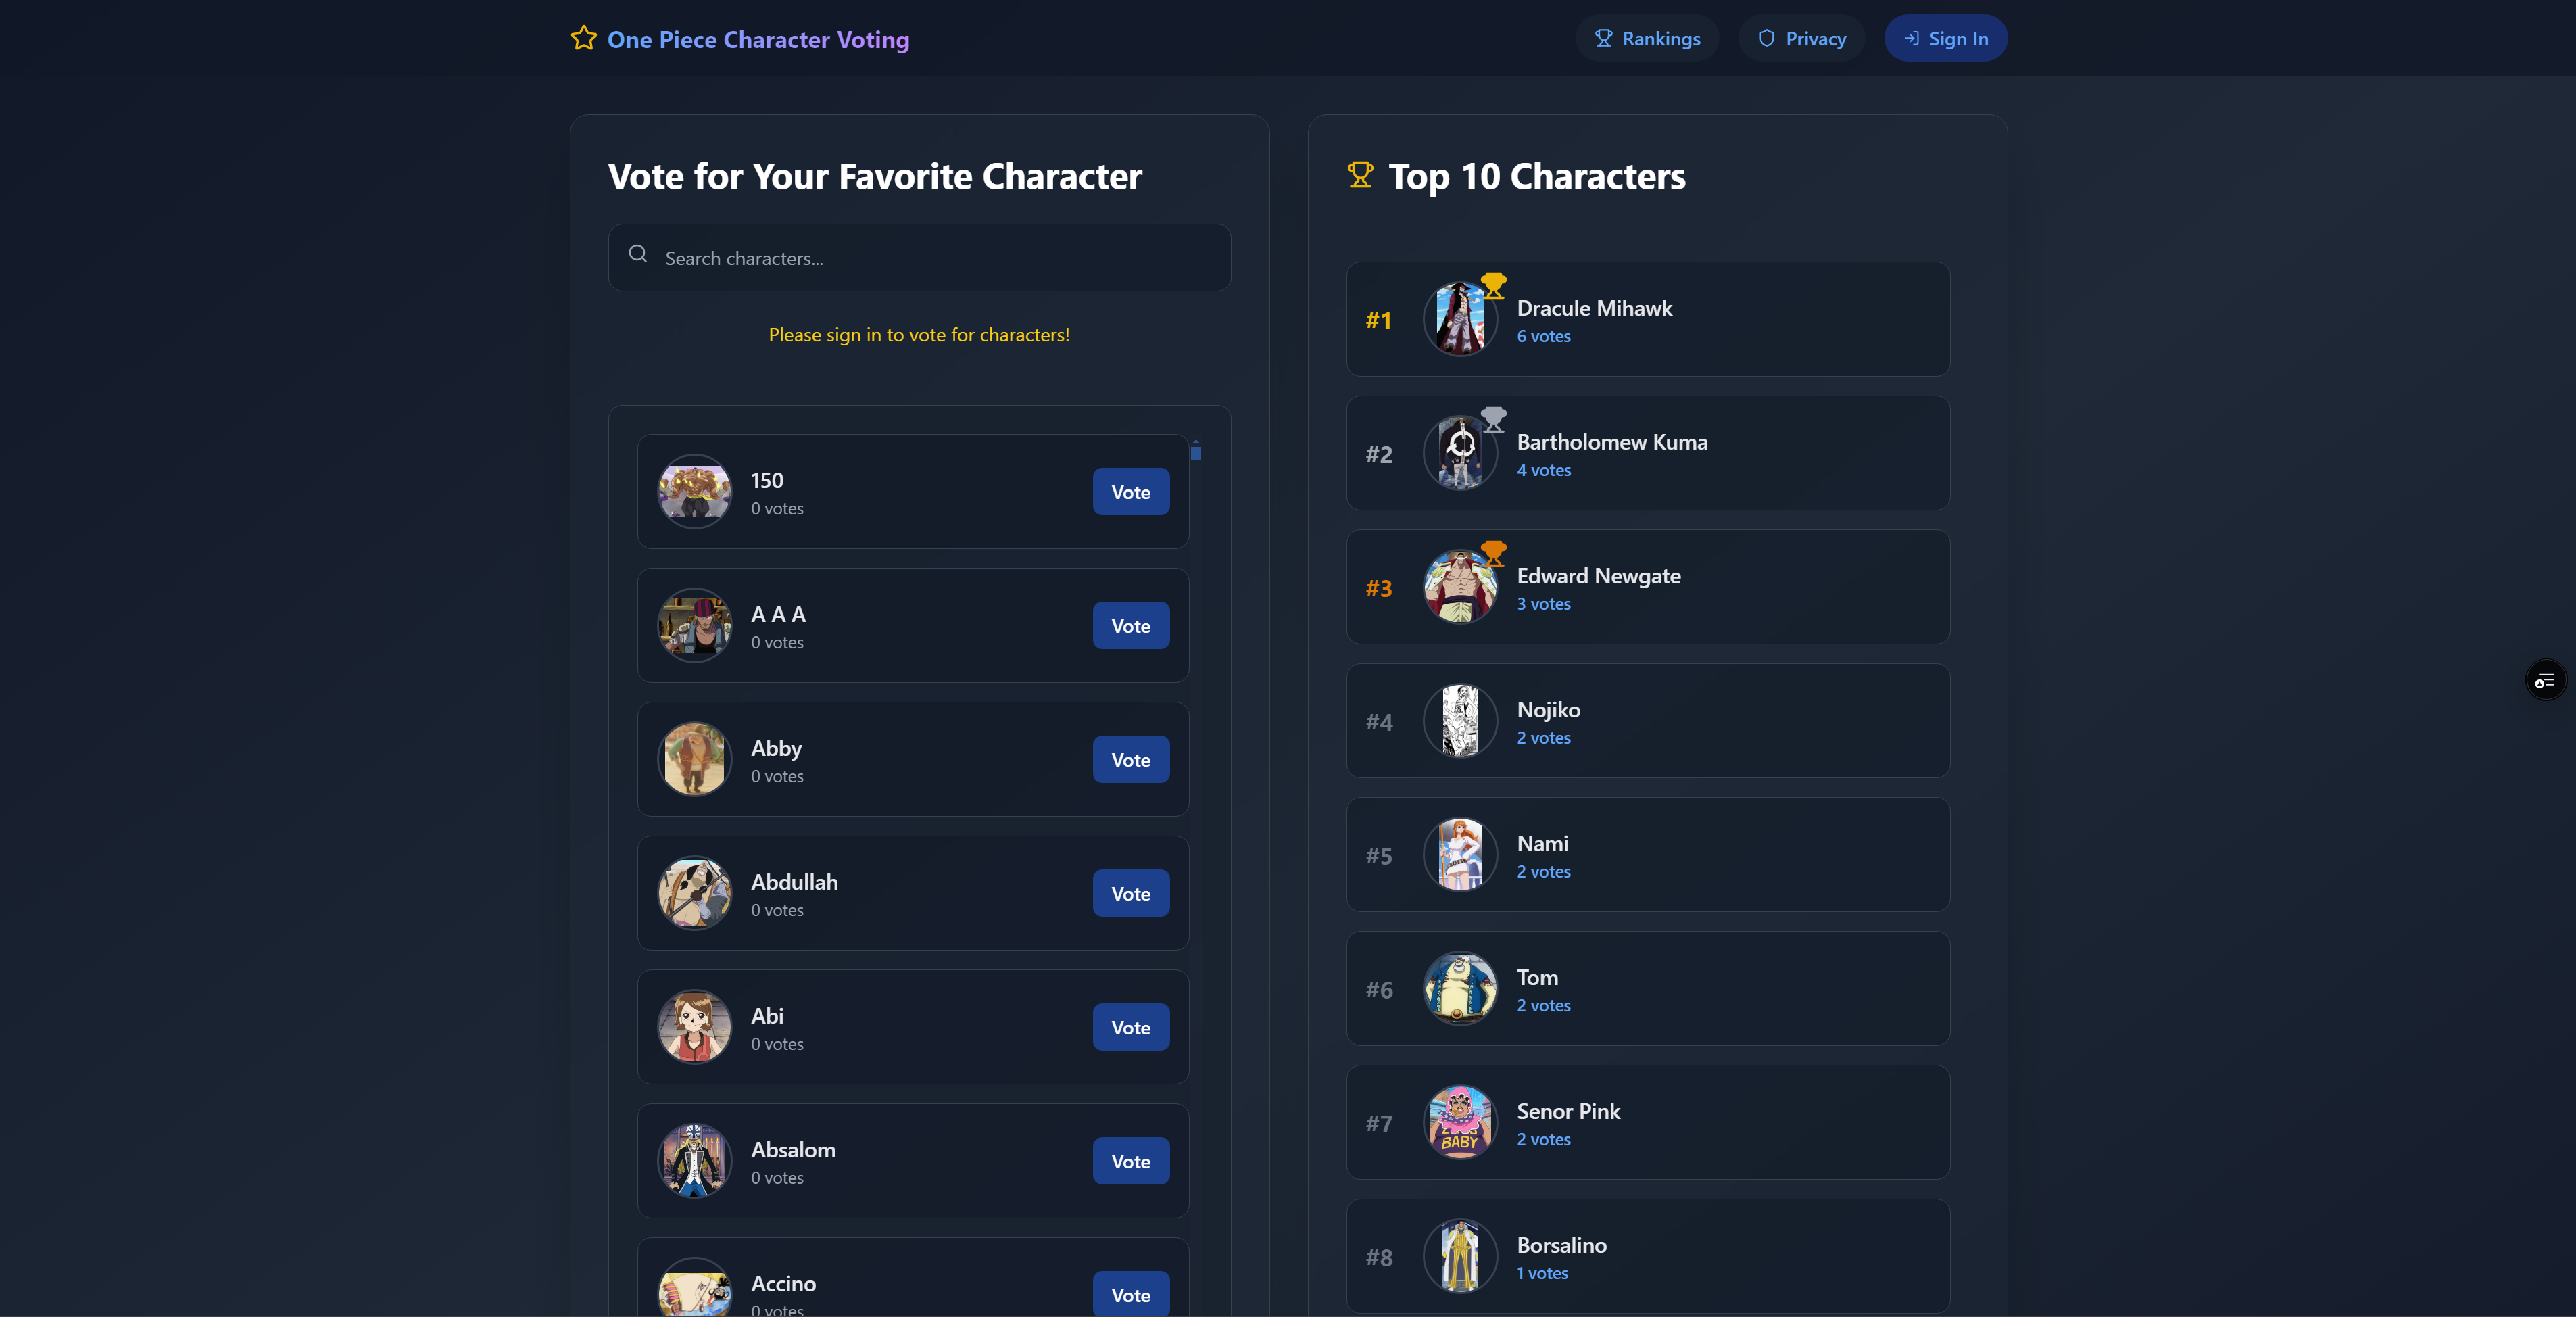 One Piece Character Voting
Rankings
Privacy
Sign In
Vote for Your Favorite Character
Search characters...
Please sign in to vote for characters!
150
0 votes
Vote
A A A
0 votes
Vote
Abby
0 votes
Vote
Abdullah
0 votes
Vote
Abi
0 votes
Vote
Absalom
0 votes
Vote
Accino
0 votes
Vote
Top 10 Characters
#1
Dracule Mihawk
6 votes
#2
Bartholomew Kuma
4 votes
#3
Edward Newgate
3 votes
#4
Nojiko
2 votes
#5
Nami
2 votes
#6
Tom
2 votes
#7
BABY
Senor Pink
2 votes
#8
Borsalino
1 votes